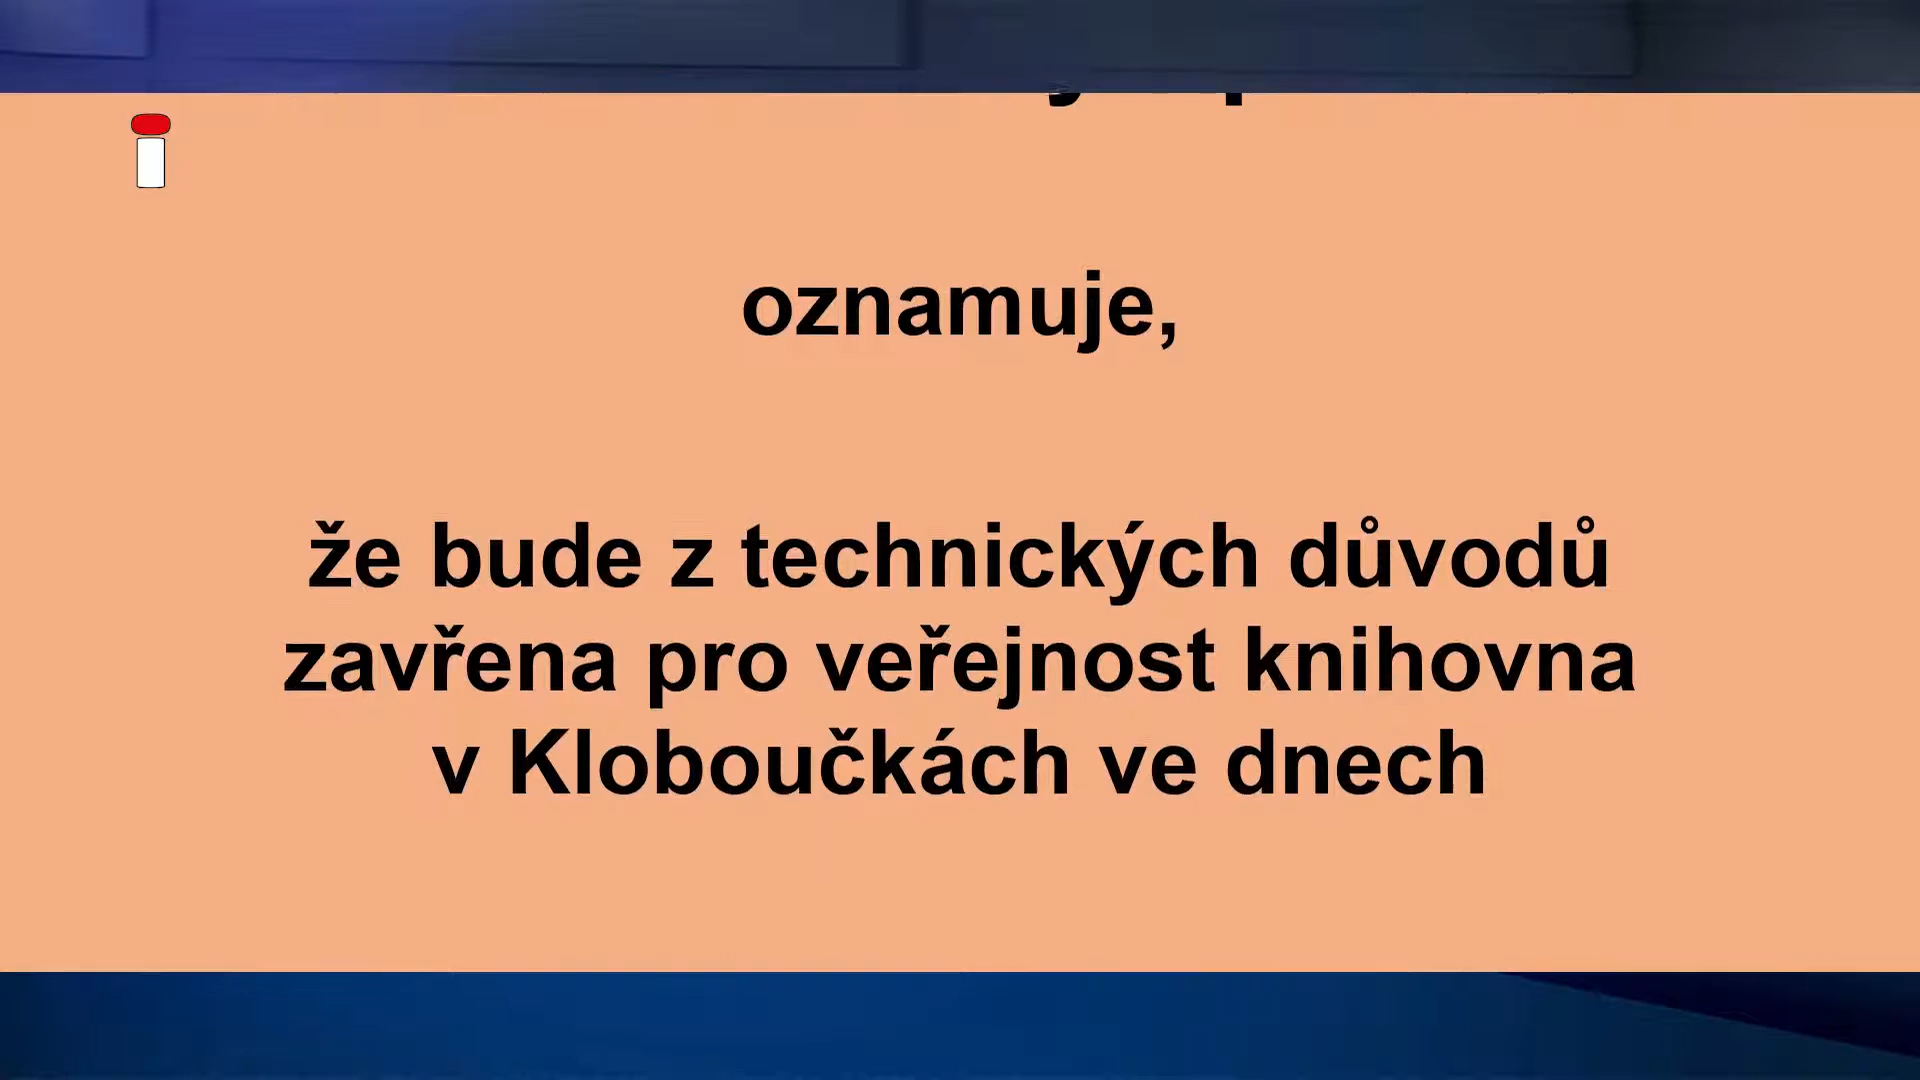 oznamuje,
že bude z technických důvodů
zavřena pro veřejnost knihovna
v Kloboučkách ve dnech